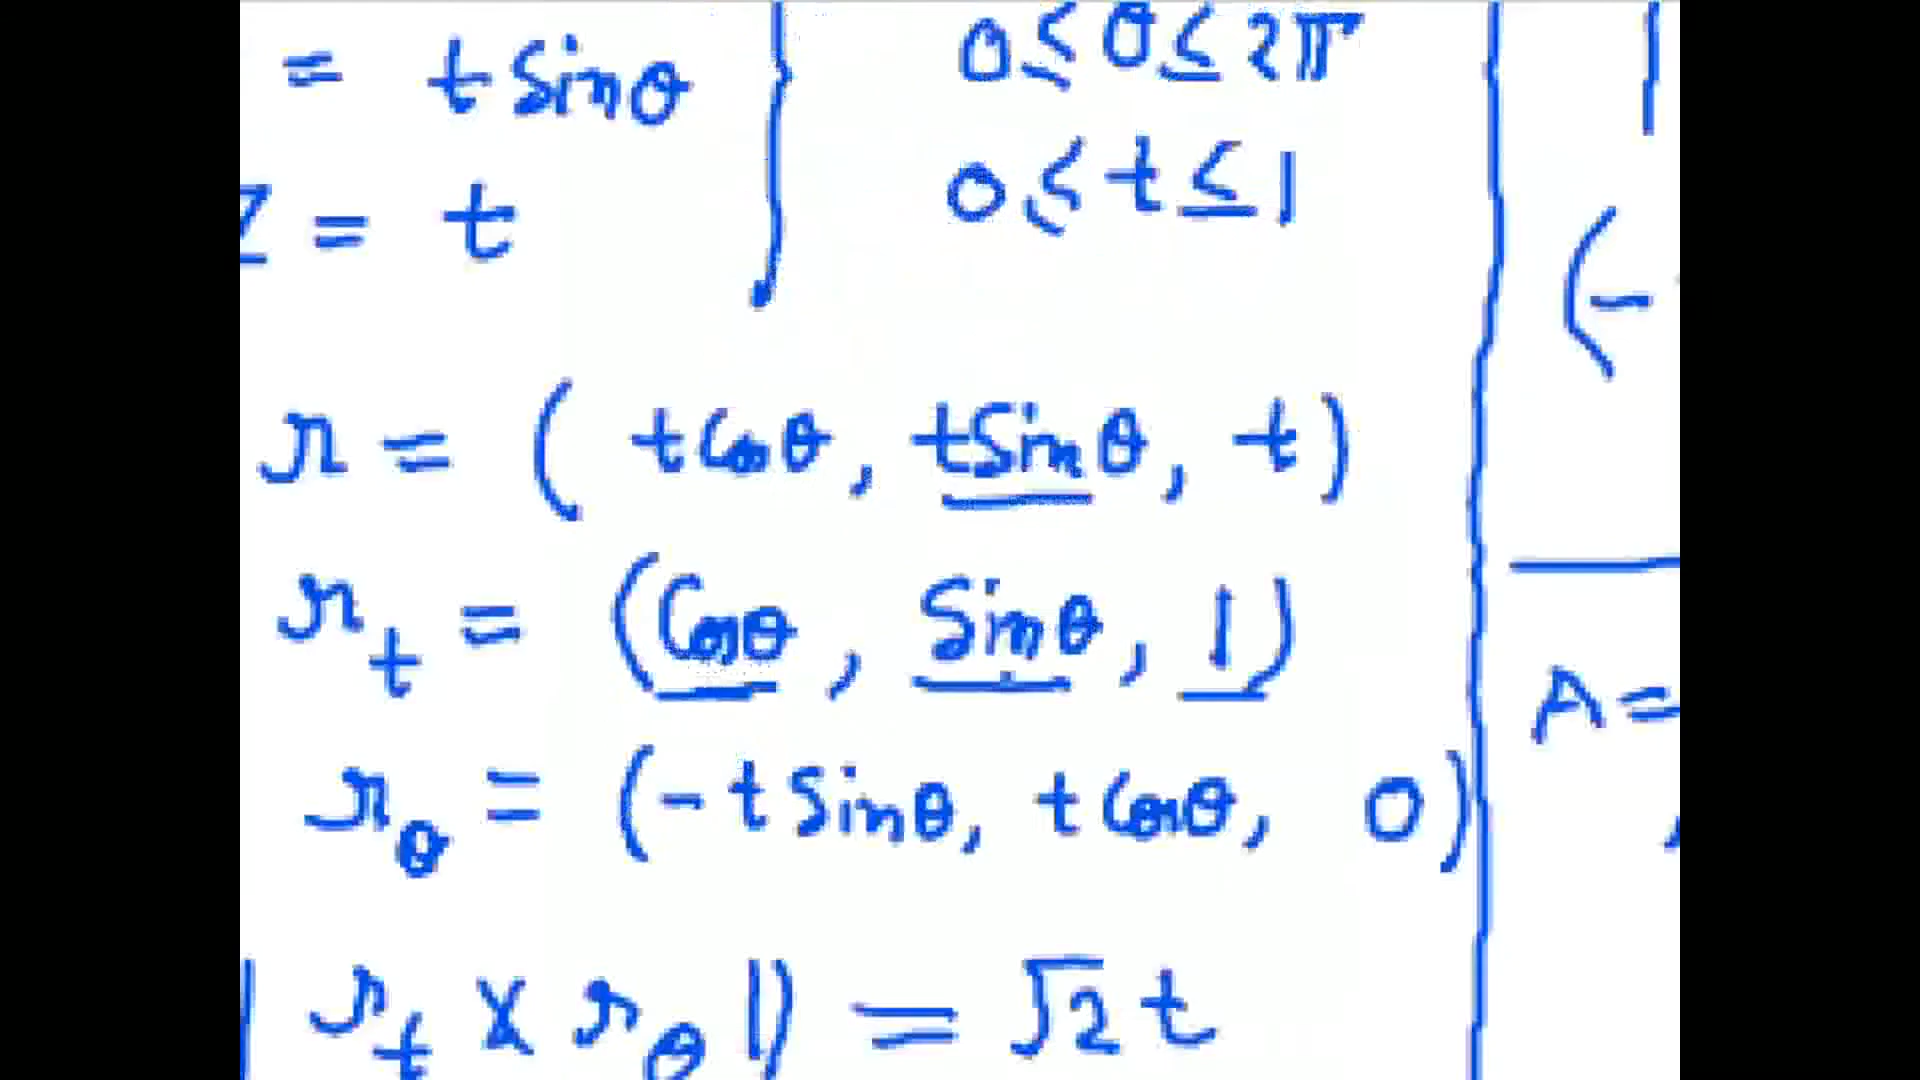 = t sinθ
0 ≤ θ ≤ 2π
Z = t
0 ≤ t ≤ 1
r = ( t cosθ, t sinθ, t )
r_t = ( cosθ, sinθ, 1 )
r_θ = ( -t sinθ, t cosθ, 0 )
| r_t × r_θ || = √2 t
(-
A =